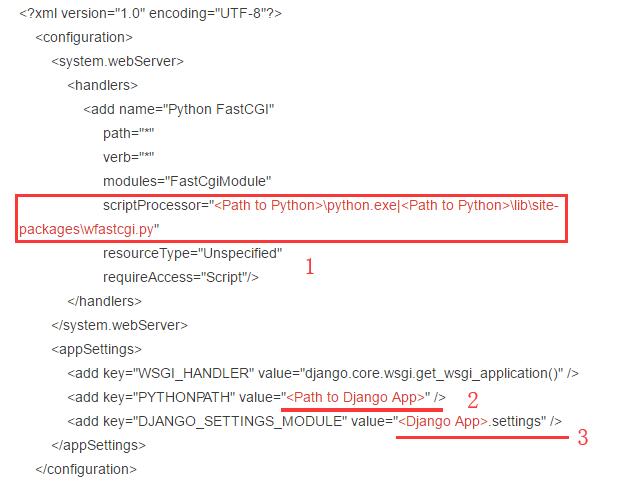 <?xml version="1.0" encoding="UTF-8"?>
<configuration>
<system.webServer>
<handlers>
<add name="Python FastCGI"
path="*"
verb="*"
modules="FastCgiModule"
scriptProcessor="<Path to Python>\python.exe|<Path to Python>\lib\site-
packages\wfastcgi.py"
resourceType="Unspecified"
1
requireAccess="Script"/>
</handlers>
</system.webServer>
<appSettings>
<add key="WSGI_HANDLER" value="django.core.wsgi.get_wsgi_application()" />
<add key="PYTHONPATH" value="<Path to Django App>" /> 2
<add key="DJANGO_SETTINGS_MODULE" value="<Django App>.settings" /> 3
</appSettings>
</configuration>